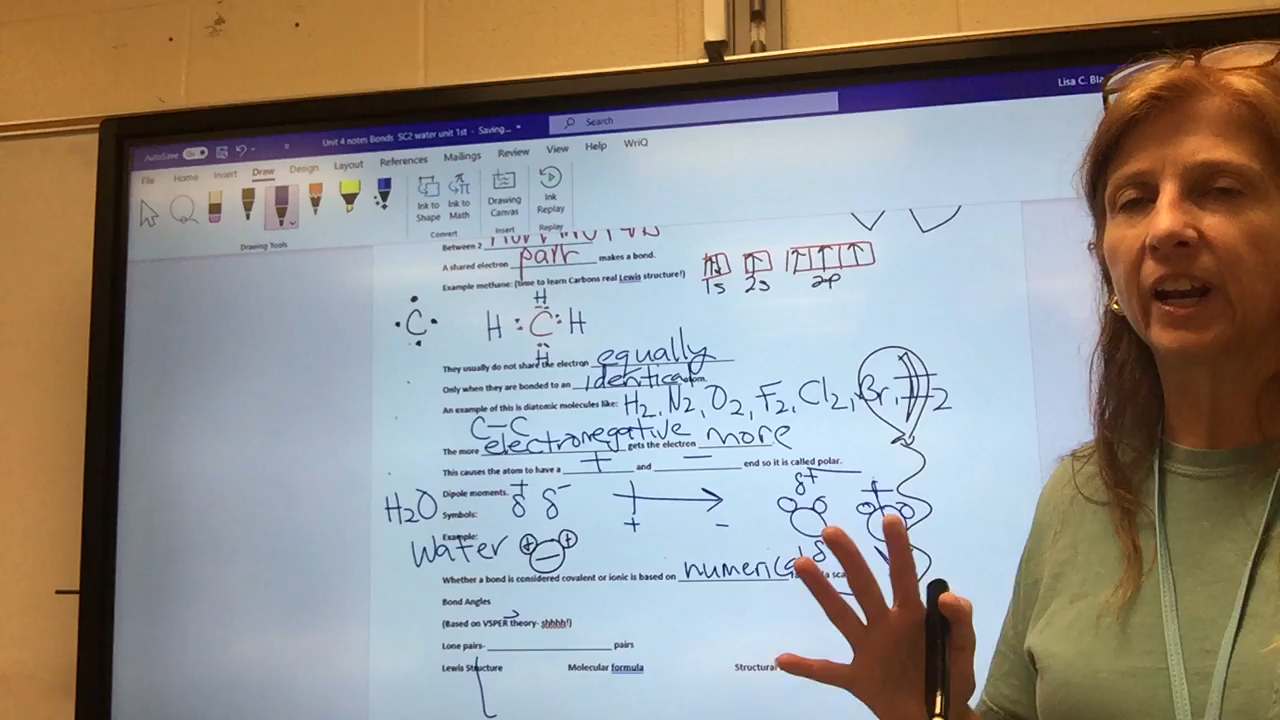 Lisa C. Bla
AutoSave On Unit 4 notes Bonds SC2 water unit 1st - Saving... Search
File Home Insert Draw Design Layout References Mailings Review View Help WriQ
Ink to Shape Ink to Math Drawing Canvas Ink Replay
Drawing Tools Convert Insert Replay
Between 2
A shared electron pair makes a bond.
Example methane: (time to learn Carbons real Lewis structure!)
1s 2s 2p
H
C H C H
H
They usually do not share the electron equally
Only when they are bonded to an identical atom.
An example of this is diatomic molecules like: H2, N2, O2, F2, Cl2, Br, I2
C-C
The more electronegative gets the electron more
This causes the atom to have a + and - end so it is called polar.
H2O Dipole moments. δ+ δ- δ+
Symbols: + -
Example:
Water + - + δ
Whether a bond is considered covalent or ionic is based on numerical a sca
Bond Angles
(Based on VSPER theory- shhhh!)
Lone pairs- pairs
Lewis Structure Molecular formula Structural